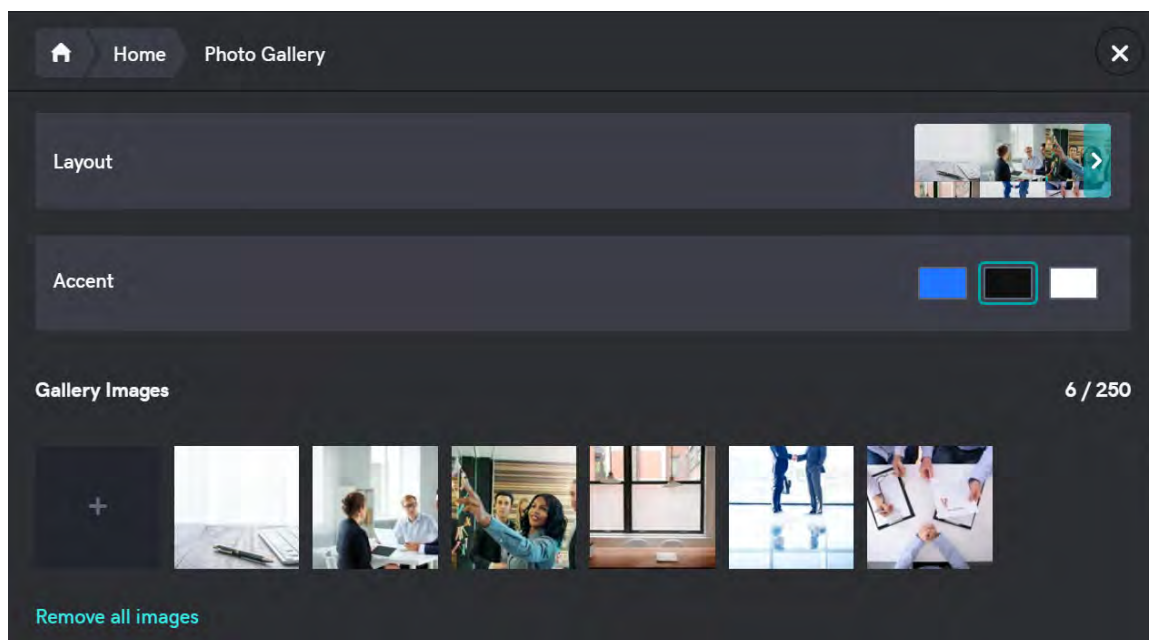 Home
Photo Gallery
Layout
Accent
Gallery Images
6 / 250
Remove all images